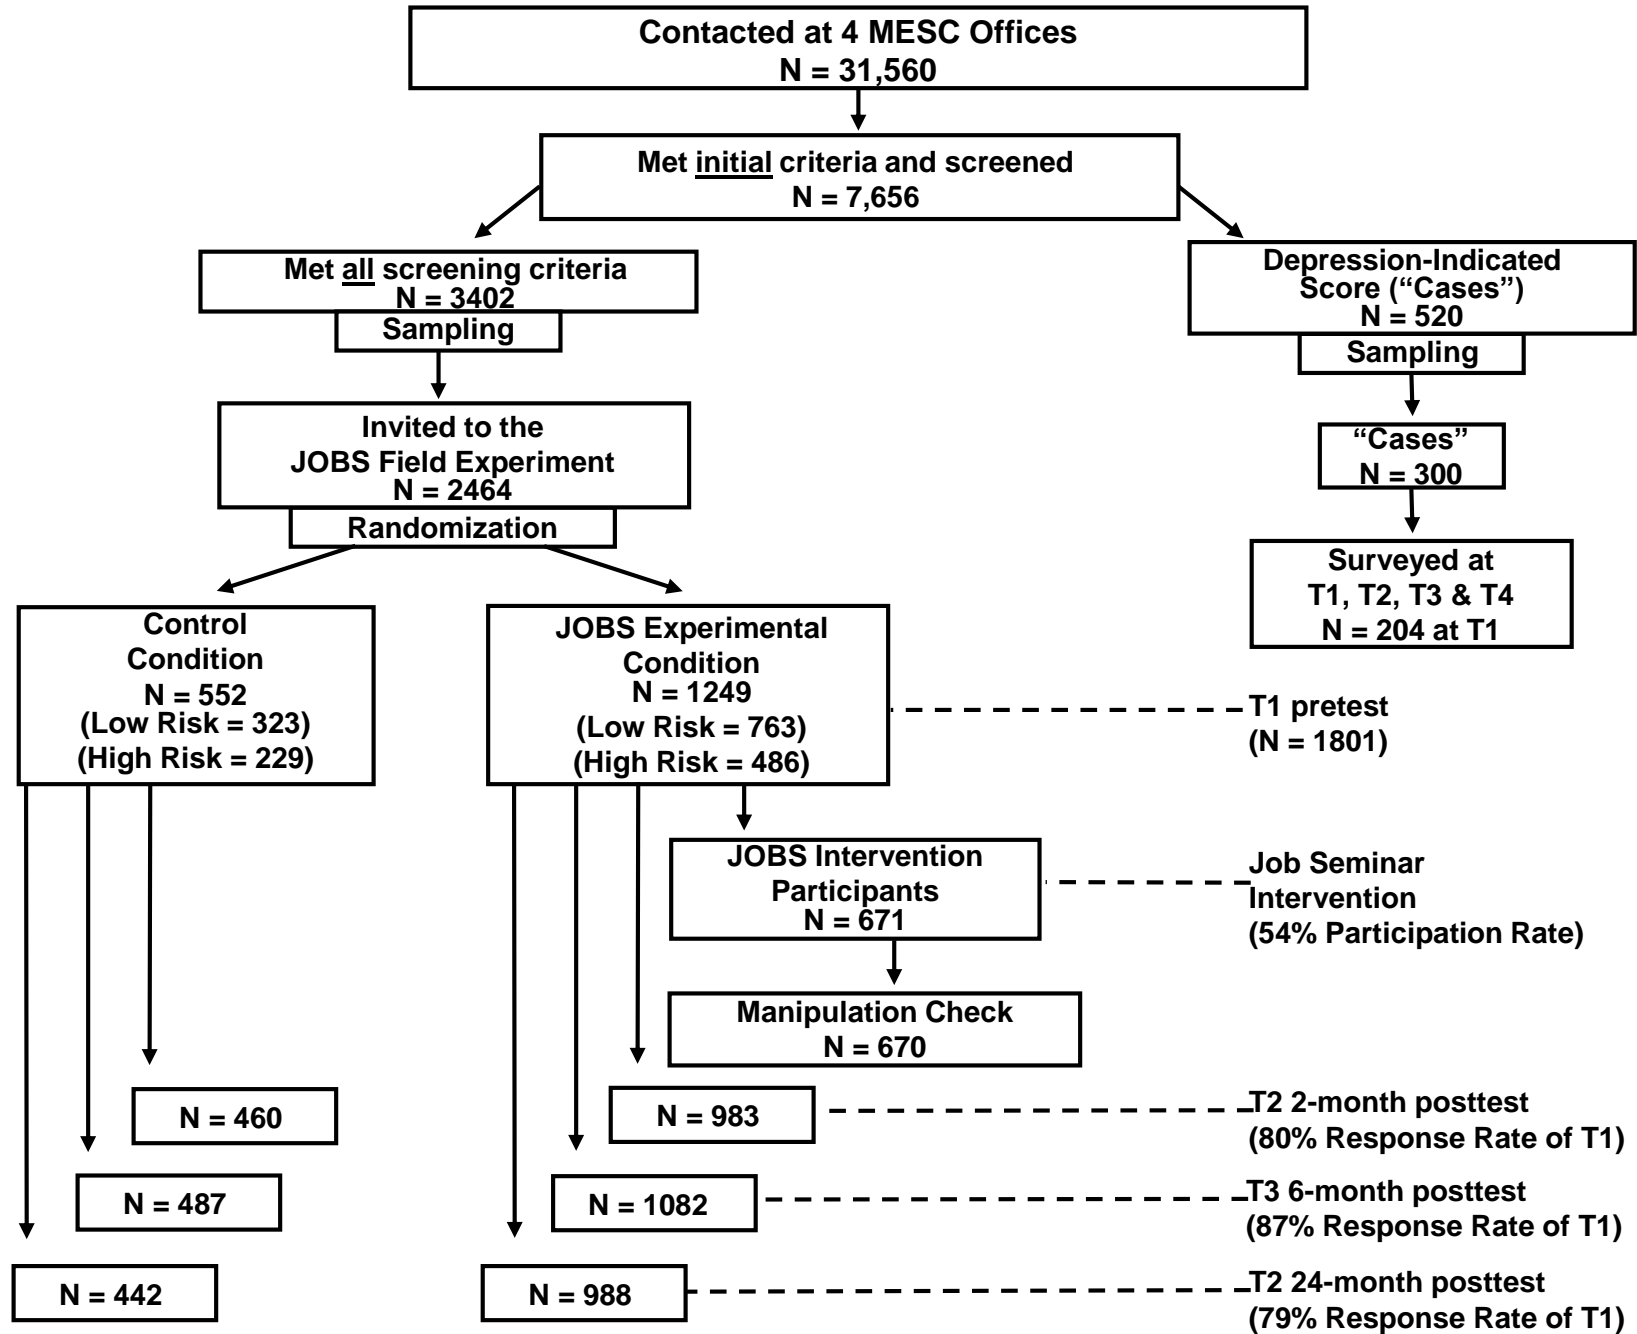 Contacted at 4 MESC Offices
N = 31,560
Met initial criteria and screened
N = 7,656
Met all screening criteria
N = 3402
Sampling
Depression-Indicated
Score (“Cases”)
N = 520
Sampling
Invited to the
JOBS Field Experiment
N = 2464
Randomization
“Cases”
N = 300
Surveyed at
T1, T2, T3 & T4
N = 204 at T1
Control
Condition
N = 552
(Low Risk = 323)
(High Risk = 229)
JOBS Experimental
Condition
N = 1249
(Low Risk = 763)
(High Risk = 486)
T1 pretest
(N = 1801)
JOBS Intervention
Participants
N = 671
Job Seminar
Intervention
(54% Participation Rate)
Manipulation Check
N = 670
N = 460
N = 983
T2 2-month posttest
(80% Response Rate of T1)
N = 487
N = 1082
T3 6-month posttest
(87% Response Rate of T1)
N = 442
N = 988
T2 24-month posttest
(79% Response Rate of T1)